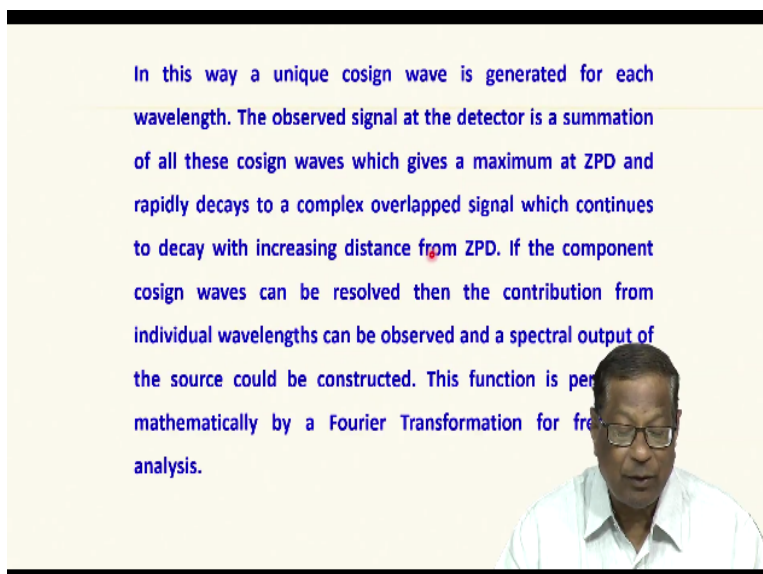 In this way a unique cosign wave is generated for each
wavelength. The observed signal at the detector is a summation
of all these cosign waves which gives a maximum at ZPD and
rapidly decays to a complex overlapped signal which continues
to decay with increasing distance from ZPD. If the component
cosign waves can be resolved then the contribution from
individual wavelengths can be observed and a spectral output of
the source could be constructed. This function is
mathematically by a Fourier Transformation for
analysis.